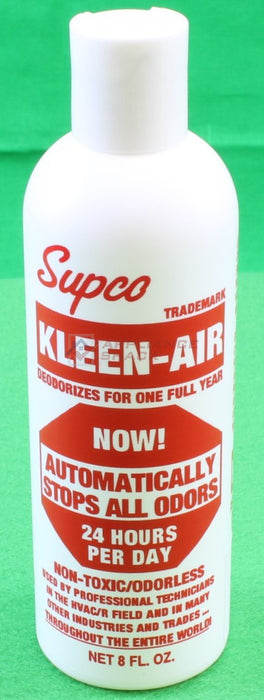 Supco
TRADEMARK
KLEEN-AIR
DEODORIZES FOR ONE FULL YEAR
NOW!
AUTOMATICALLY
STOPS ALL ODORS
24 HOURS
PER DAY
NON-TOXIC/ODORLESS
USED BY PROFESSIONAL TECHNICIANS
IN THE HVAC/R FIELD AND IN MANY
OTHER INDUSTRIES AND TRADES...
THROUGHOUT THE ENTIRE WORLD!
NET 8 FL. OZ.